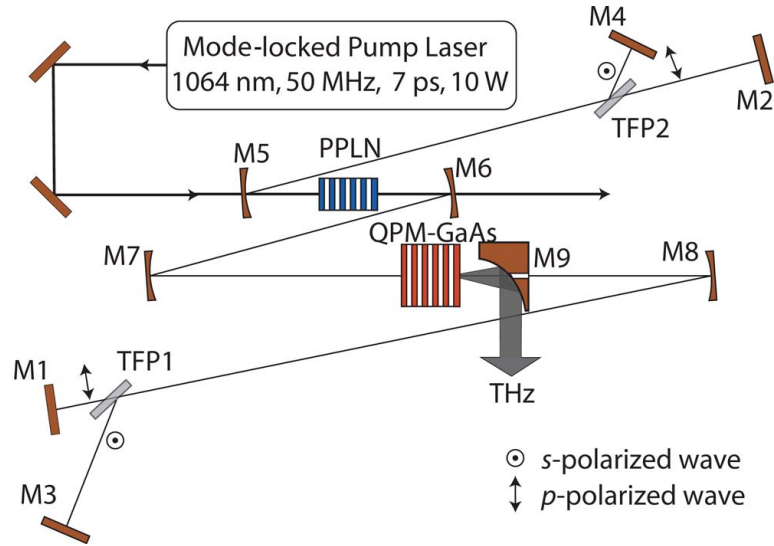 Mode-locked Pump Laser
1064 nm, 50 MHz, 7 ps, 10 W
M4
M2
TFP2
M5
PPLN
M6
QPM-GaAs
M7
M9
M8
THz
M1
TFP1
M3
s-polarized wave
p-polarized wave